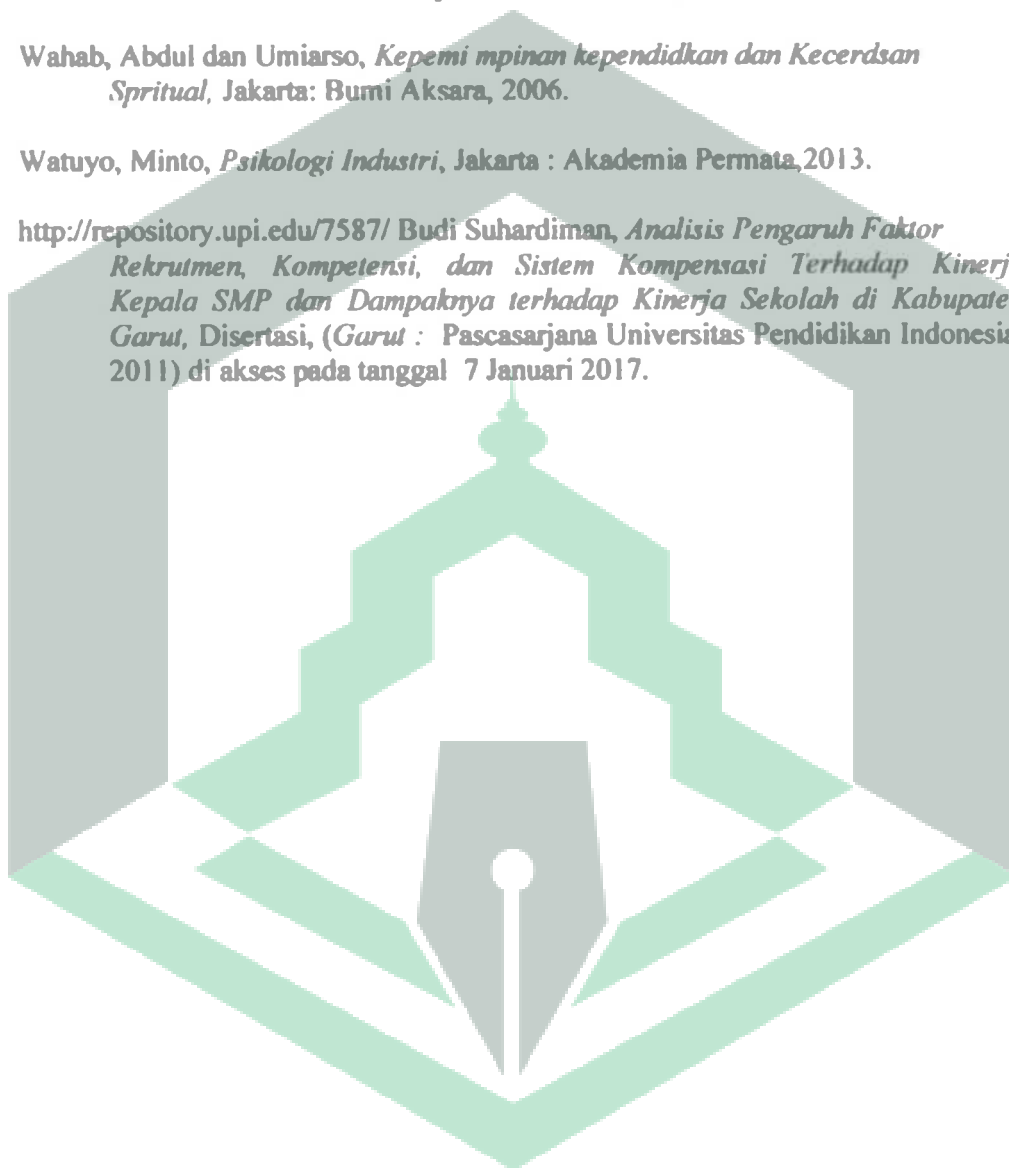 Wahab, Abdul dan Umiarso, Kepemi mpinan kependidkan dan Kecerdsan
Spritual, Jakarta: Bumi Aksara, 2006.
Watuyo, Minto, Psikologi Industri, Jakarta : Akademia Permata,2013.
http://repository.upi.edu/7587/ Budi Suhardiman, Analisis Pengaruh Faktor
Rekrutmen, Kompetensi, dan Sistem Kompensasi Terhadap Kinerj
Kepala SMP dan Dampaknya terhadap Kinerja Sekolah di Kabupate
Garut, Disertasi, (Garut : Pascasarjana Universitas Pendidikan Indonesia
2011) di akses pada tanggal 7 Januari 2017.